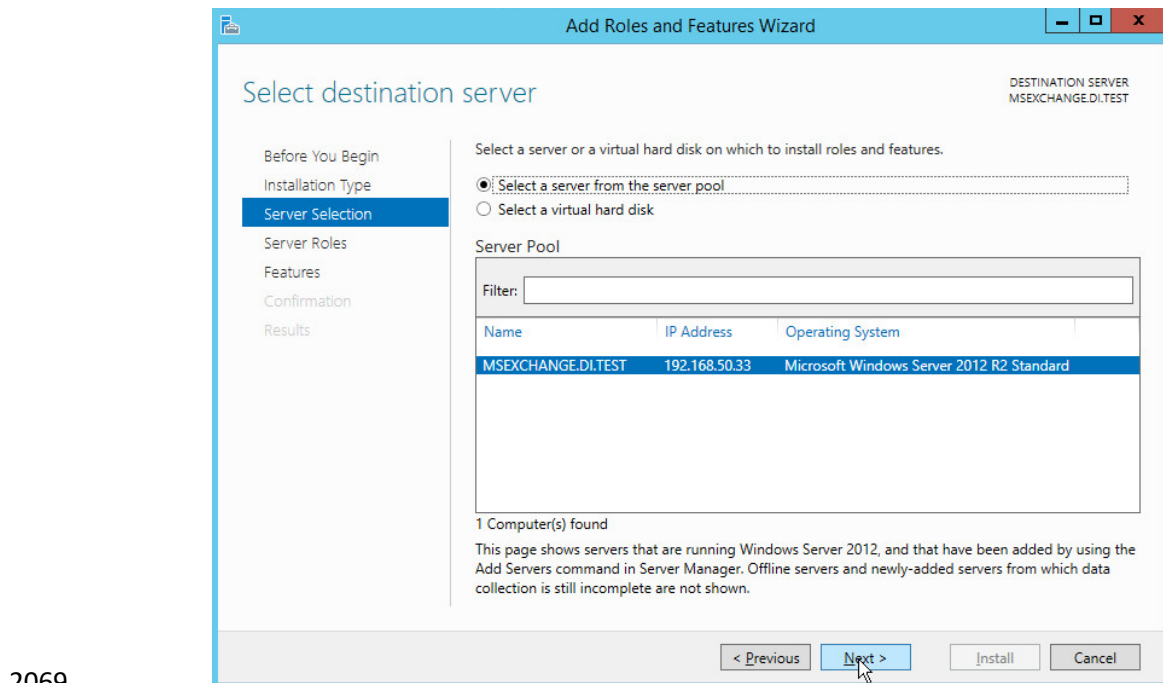 Add Roles and Features Wizard
Select destination server
DESTINATION SERVER
MSEXCHANGE.DI.TEST
Before You Begin
Installation Type
Server Selection
Server Roles
Features
Confirmation
Results
Select a server or a virtual hard disk on which to install roles and features.
Select a server from the server pool
Select a virtual hard disk
Server Pool
Filter:
Name IP Address Operating System
MSEXCHANGE.DI.TEST 192.168.50.33 Microsoft Windows Server 2012 R2 Standard
1 Computer(s) found
This page shows servers that are running Windows Server 2012, and that have been added by using the
Add Servers command in Server Manager. Offline servers and newly-added servers from which data
collection is still incomplete are not shown.
< Previous Next > Install Cancel
2069